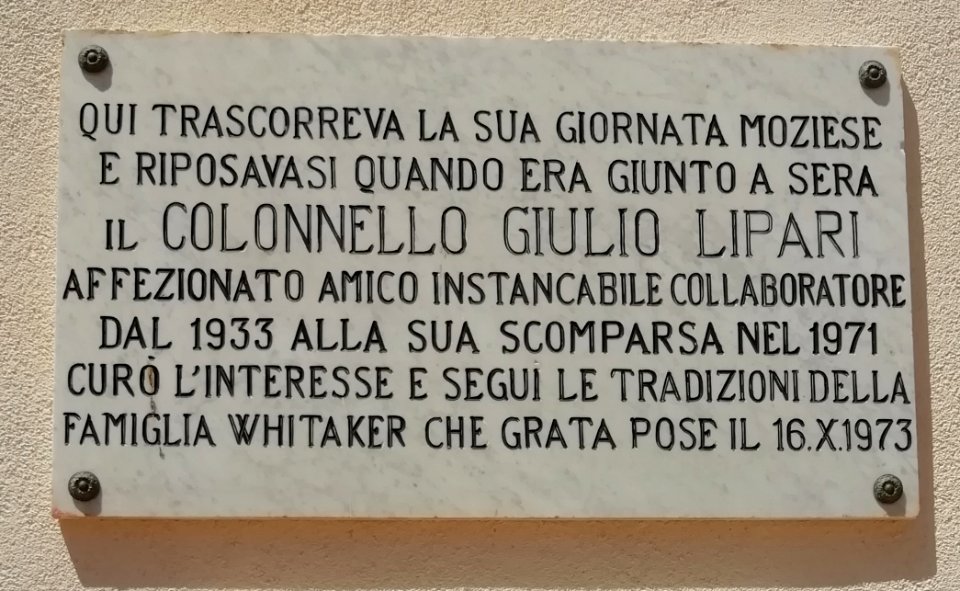 QUI TRASCORREVA LA SUA GIORNATA MOZIESE
E RIPOSAVASI QUANDO ERA GIUNTO A SERA
IL COLONNELLO GIULIO LIPARI
AFFEZIONATO AMICO INSTANCABILE COLLABORATORE
DAL 1933 ALLA SUA SCOMPARSA NEL 1971
CURÒ L'INTERESSE E SEGUI LE TRADIZIONI DELLA
FAMIGLIA WHITAKER CHE GRATA POSE IL 16.X.1973